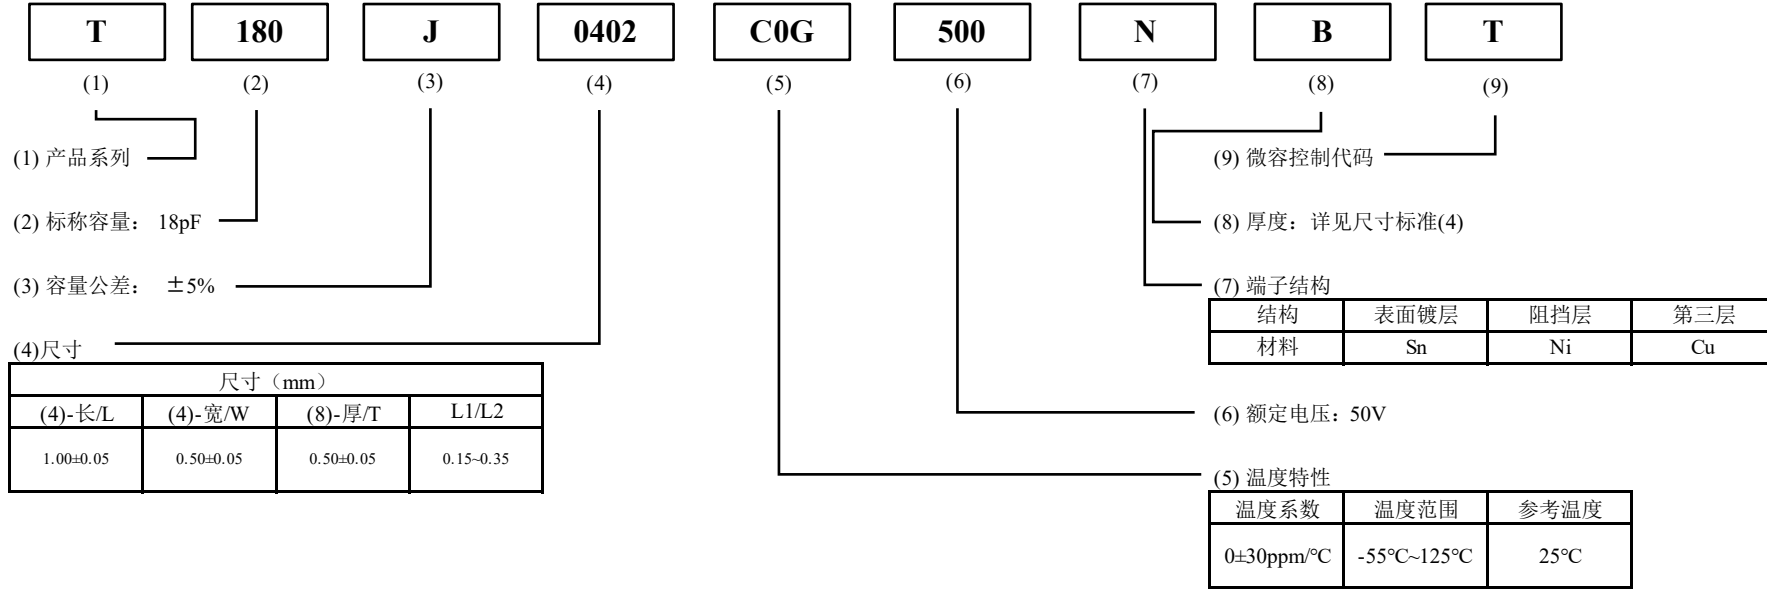 T 180 J 0402 C0G 500 N B T
(1) (2) (3) (4) (5) (6) (7) (8) (9)
(1) 产品系列
(9) 微容控制代码
(2) 标称容量： 18pF
(8) 厚度：详见尺寸标准(4)
(3) 容量公差： ±5%
(7) 端子结构
结构 表面镀层 阻挡层 第三层
材料 Sn Ni Cu
(4)尺寸
尺寸（mm）
(4)-长/L (4)-宽/W (8)-厚/T L1/L2
1.00±0.05 0.50±0.05 0.50±0.05 0.15~0.35
(6) 额定电压：50V
(5) 温度特性
温度系数 温度范围 参考温度
0±30ppm/℃ -55℃~125℃ 25℃